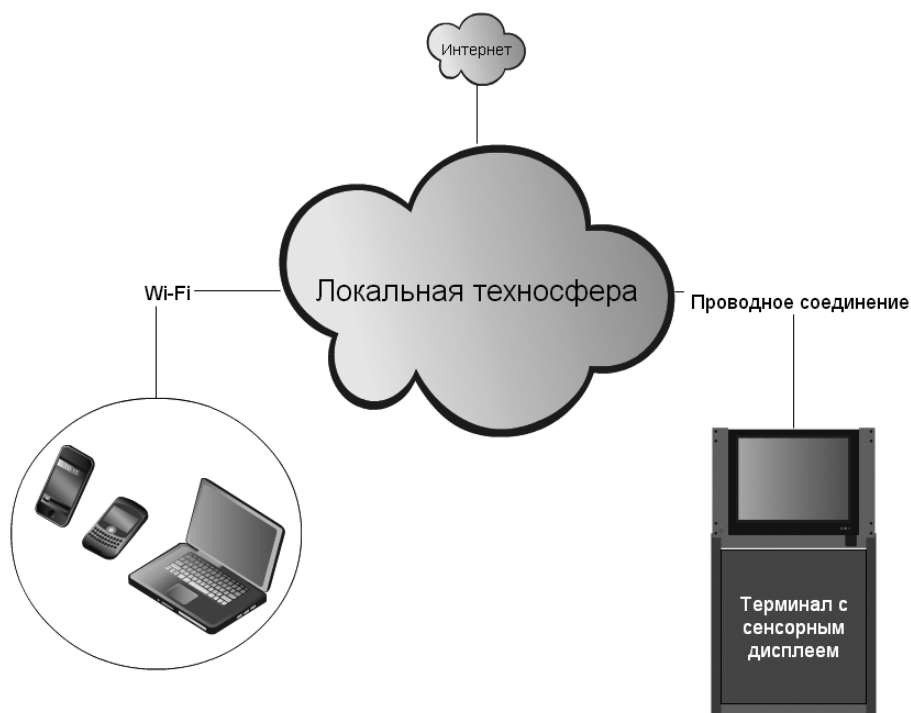 Интернет
Локальная техносфера
Wi-Fi
Проводное соединение
Терминал с
сенсорным
дисплеем